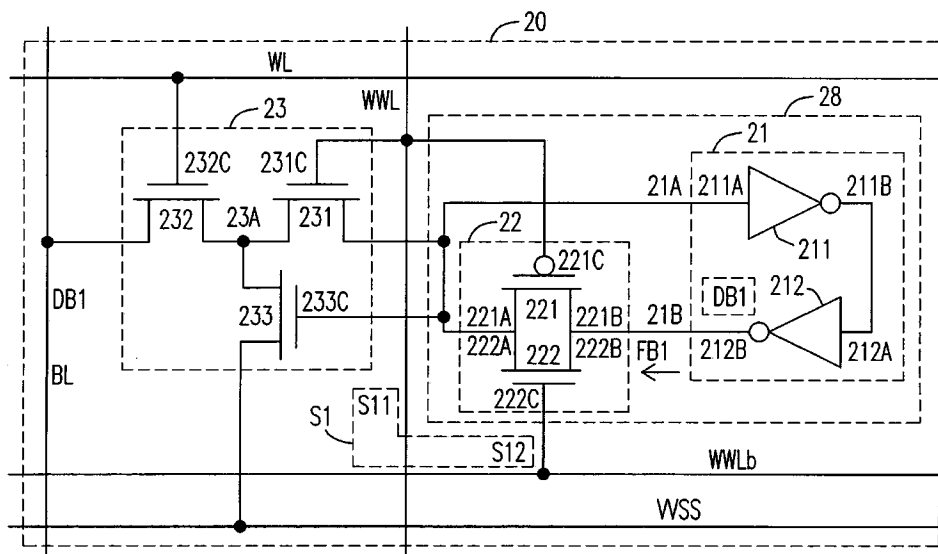 20
WL
WWL
28
23
21
232C
231C
21A
211A
211B
232
23A
231
22
211
221C
DB1
212
DB1
233
233C
221A
221
221B
21B
222A
222
222B
FB1
212B
212A
BL
222C
S1
S11
S12
WWLb
VVSS